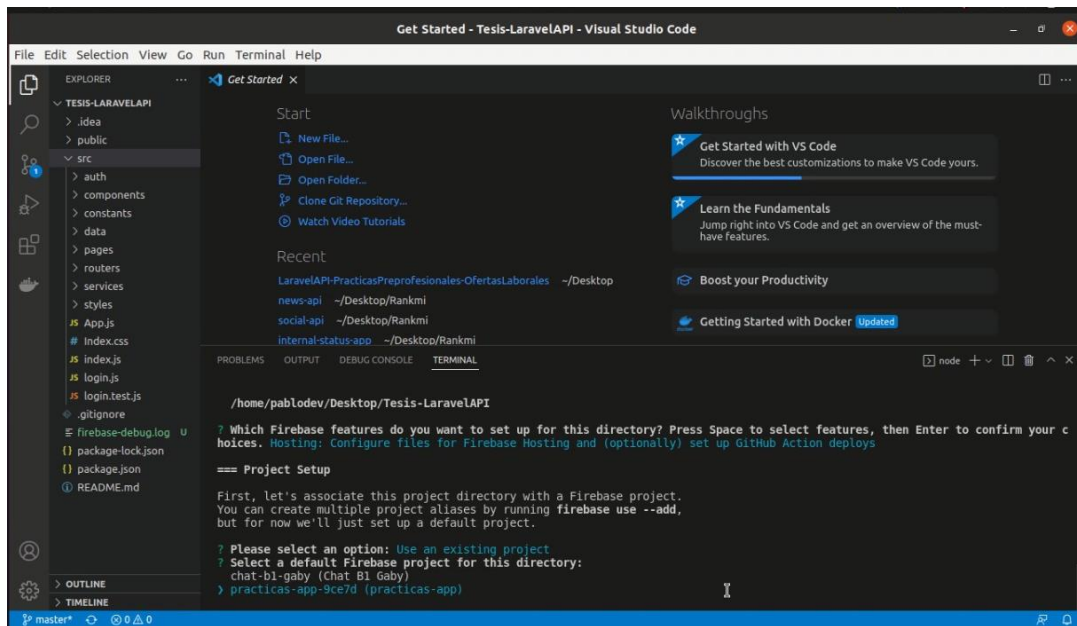 Get Started - Tesis-LaravelAPI - Visual Studio Code
File Edit Selection View Go Run Terminal Help
EXPLORER
TESIS-LARAVELAPI
.idea
public
src
auth
components
constants
data
pages
routers
services
styles
JS App.js
# Index.css
JS index.js
JS login.js
JS login.test.js
.gitignore
firebase-debug.log U
{} package-lock.json
{} package.json
README.md
OUTLINE
TIMELINE
1
Get Started
Start
New File...
Open File...
Open Folder...
Clone Git Repository...
Watch Video Tutorials
Recent
LaravelAPI-PracticasPreprofesionales-OfertasLaborales ~/Desktop
news-api ~/Desktop/Rankmi
social-api ~/Desktop/Rankmi
internal-status-app ~/Desktop/Rankmi
Walkthroughs
Get Started with VS Code
Discover the best customizations to make VS Code yours.
Learn the Fundamentals
Jump right into VS Code and get an overview of the must-
have features.
Boost your Productivity
Getting Started with Docker Updated
PROBLEMS OUTPUT DEBUG CONSOLE TERMINAL
node
/home/pablodev/Desktop/Tesis-LaravelAPI
? Which Firebase features do you want to set up for this directory? Press Space to select features, then Enter to confirm your c
hoices. Hosting: Configure files for Firebase Hosting and (optionally) set up GitHub Action deploys
=== Project Setup
First, let's associate this project directory with a Firebase project.
You can create multiple project aliases by running firebase use --add,
but for now we'll just set up a default project.
? Please select an option: Use an existing project
? Select a default Firebase project for this directory:
chat-b1-gaby (Chat B1 Gaby)
❯ practicas-app-9ce7d (practicas-app)
master* 0 0